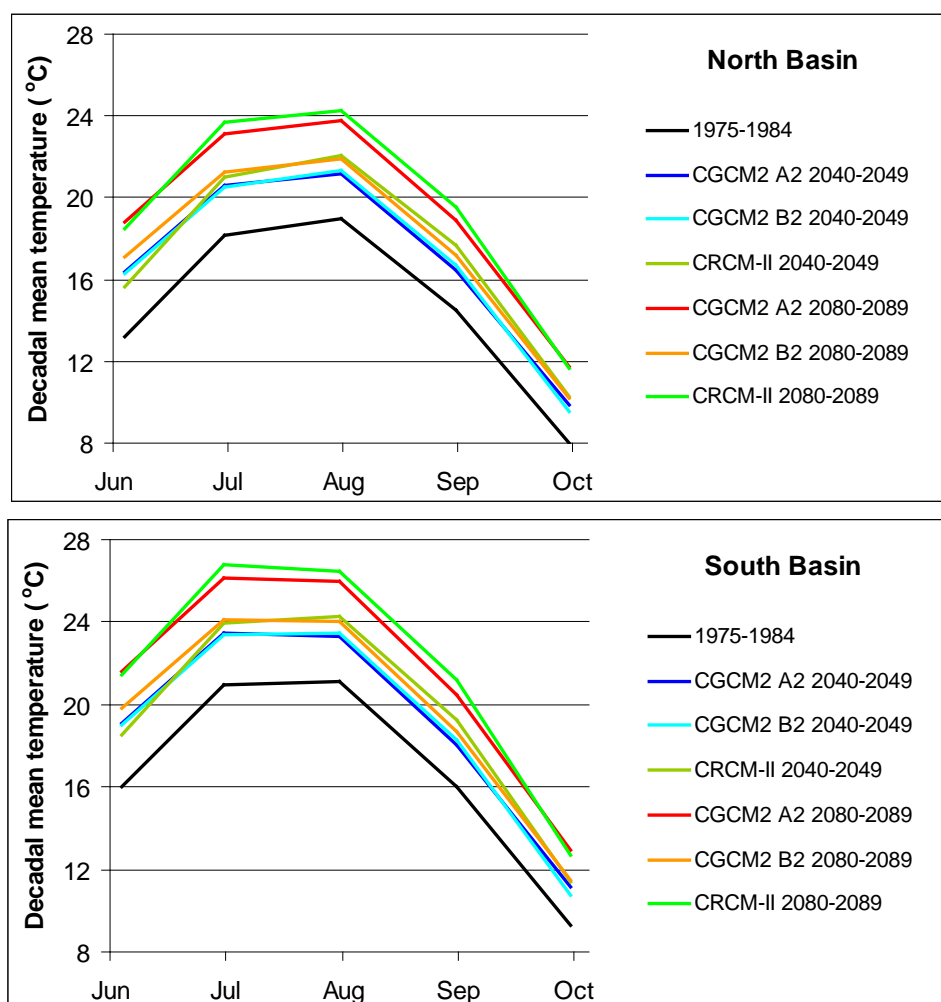 North Basin
Decadal mean temperature ( °C)
28
24
20
16
12
8
Jun Jul Aug Sep Oct
1975-1984
CGCM2 A2 2040-2049
CGCM2 B2 2040-2049
CRCM-II 2040-2049
CGCM2 A2 2080-2089
CGCM2 B2 2080-2089
CRCM-II 2080-2089
South Basin
Decadal mean temperature ( °C)
28
24
20
16
12
8
Jun Jul Aug Sep Oct
1975-1984
CGCM2 A2 2040-2049
CGCM2 B2 2040-2049
CRCM-II 2040-2049
CGCM2 A2 2080-2089
CGCM2 B2 2080-2089
CRCM-II 2080-2089